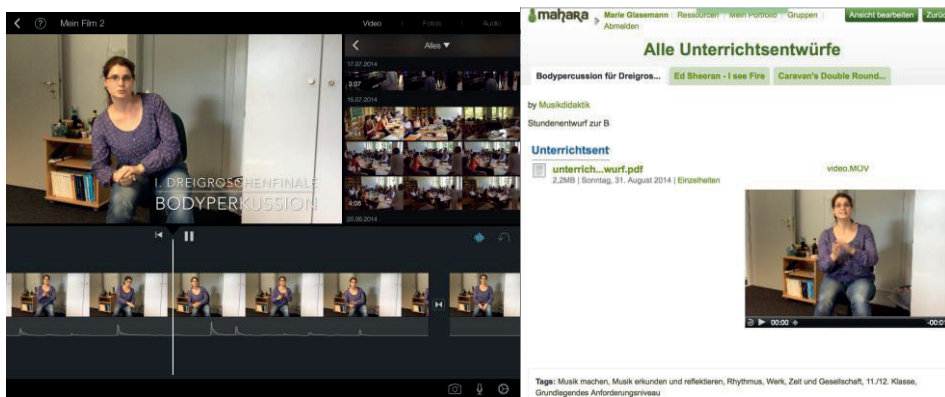 Mein Film 2
Video
Fotos
Audio
Alles ▼
17.07.2014
3:07
15.07.2014
5:44
4:08
20.06.2014
I. DREIGROSCHENFINALE
BODYPERKUSSION
mahara
Marie Glasemann
Ressourcen
Mein Portfolio
Gruppen
Abmelden
Ansicht bearbeiten
Zurüc
Alle Unterrichtsentwürfe
Bodypercussion für Dreigros...
Ed Sheeran - I see Fire
Caravan's Double Round...
by Musikdidaktik
Stundenentwurf zur B
Unterrichtsent
unterrich...wurf.pdf
2,2MB | Sonntag, 31. August 2014 | Einzelheiten
video.MOV
00:00
Tags: Musik machen, Musik erkunden und reflektieren, Rhythmus, Werk, Zeit und Gesellschaft, 11./12. Klasse,
Grundlegendes Anforderungsniveau